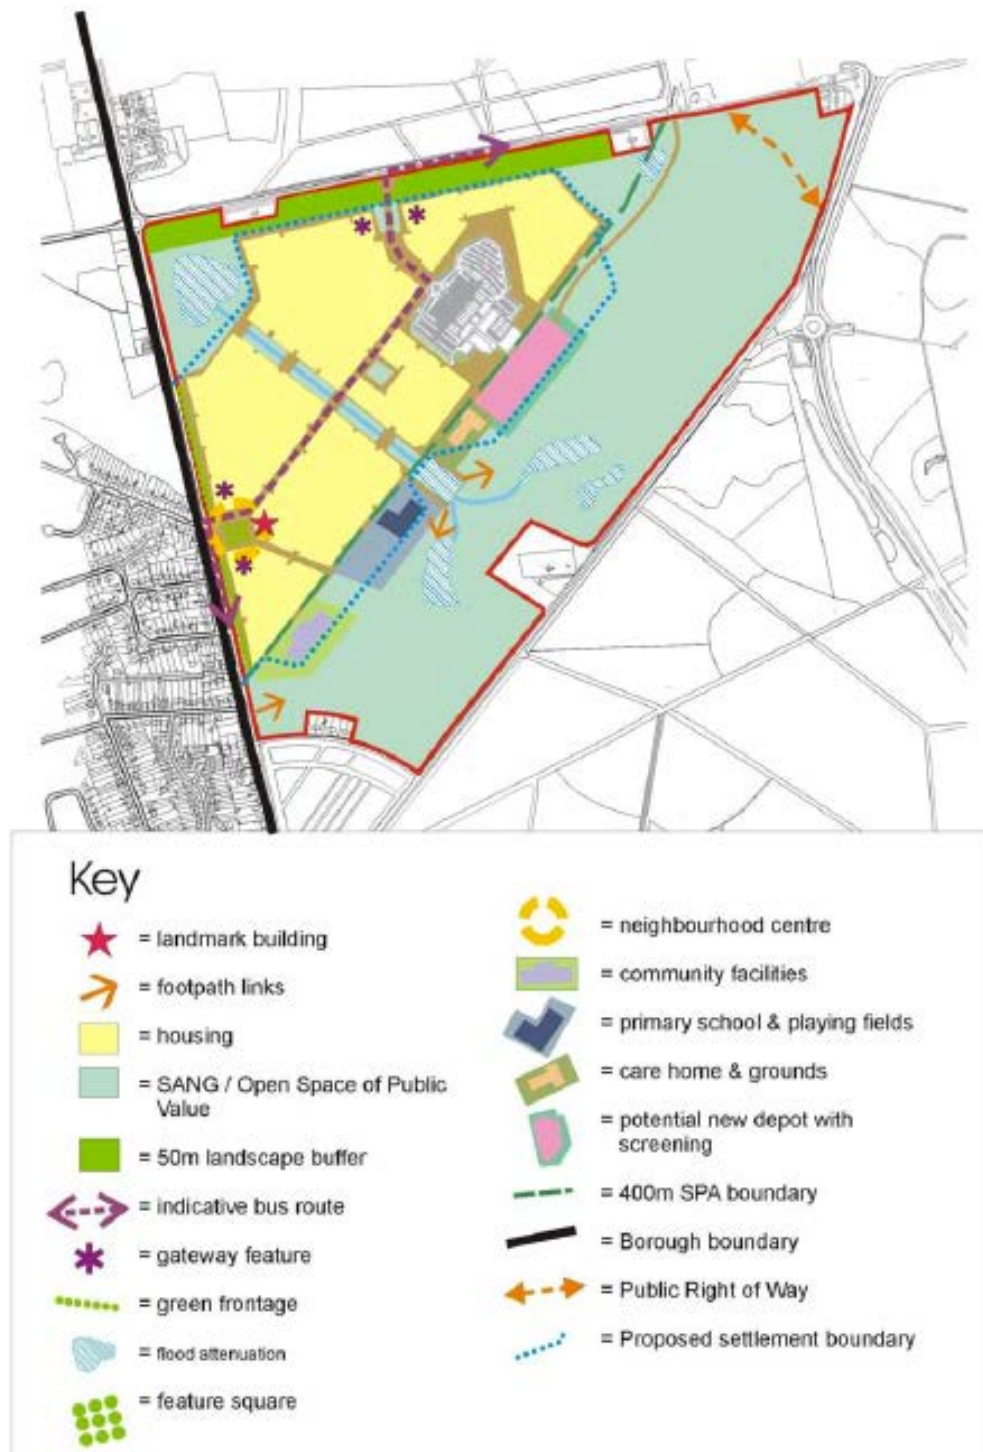 Key
= landmark building
= footpath links
= housing
= SANG / Open Space of Public
Value
= 50m landscape buffer
= indicative bus route
= gateway feature
= green frontage
= flood attenuation
= feature square
= neighbourhood centre
= community facilities
= primary school & playing fields
= care home & grounds
= potential new depot with
screening
= 400m SPA boundary
= Borough boundary
= Public Right of Way
= Proposed settlement boundary